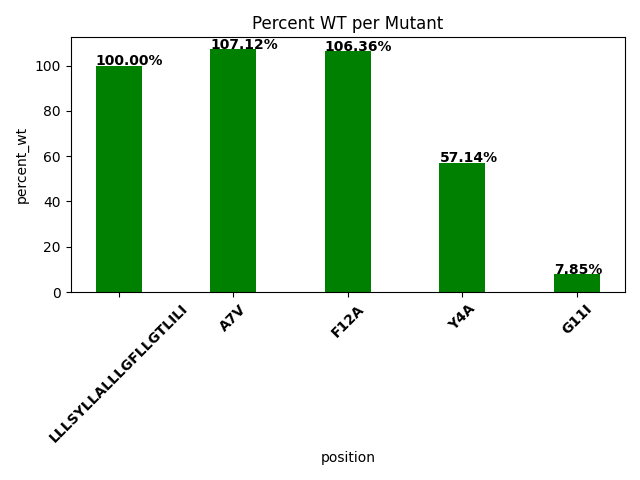 Percent WT per Mutant
percent_wt
100
80
60
40
20
0
100.00%
107.12%
106.36%
57.14%
7.85%
LLLSYLLALLLGFLLGTLILI
A7V
F12A
Y4A
G11I
position